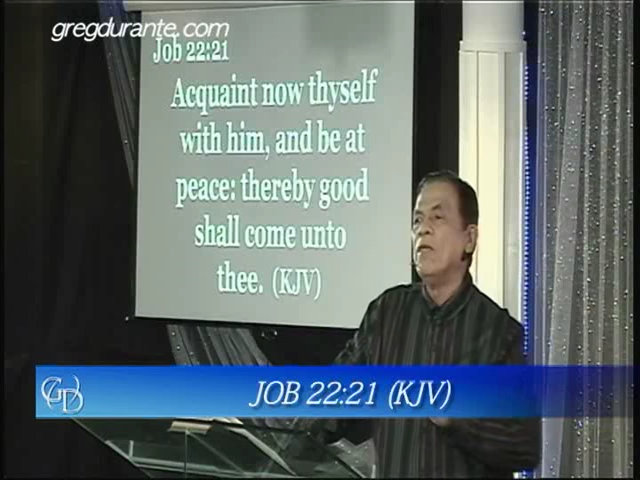 gregdurante.com
Job 22:21
Acquaint now thyself
with him, and be at
peace: thereby good
shall come unto
thee. (KJV)
GD
JOB 22:21 (KJV)